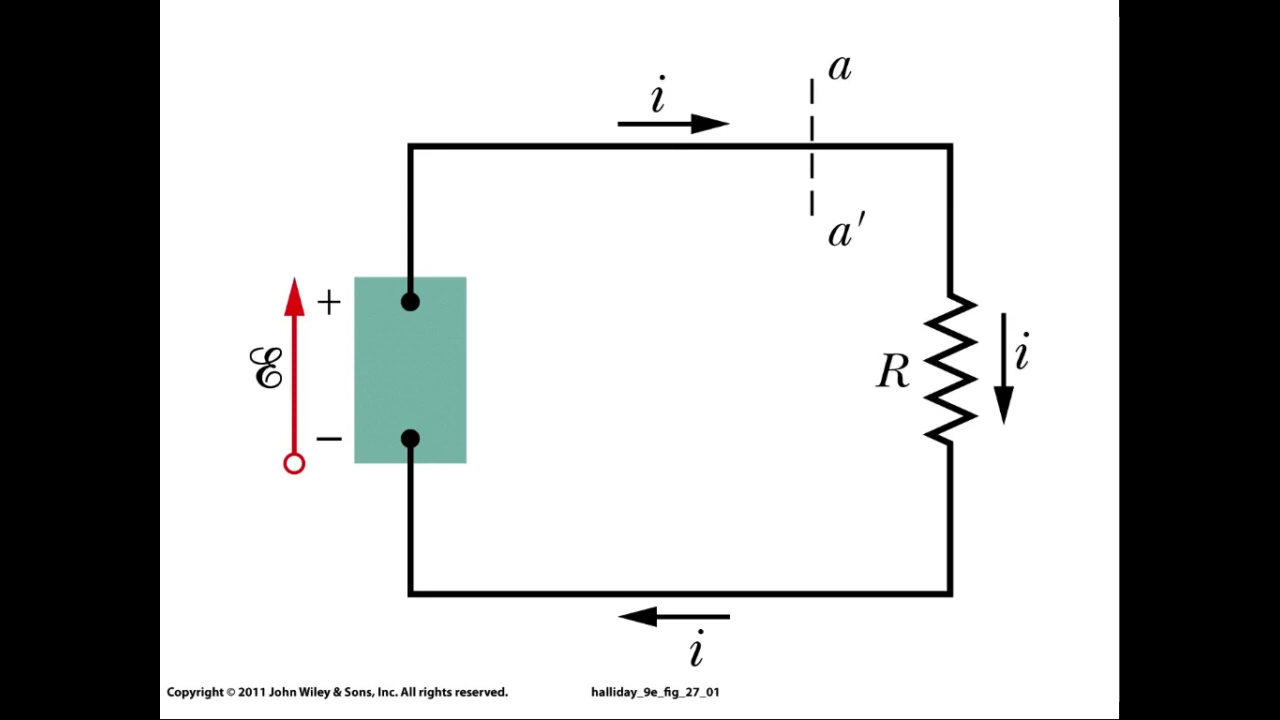 a
i
a′
+
ℰ
R
i
−
i
Copyright © 2011 John Wiley & Sons, Inc. All rights reserved.
halliday_9e_fig_27_01